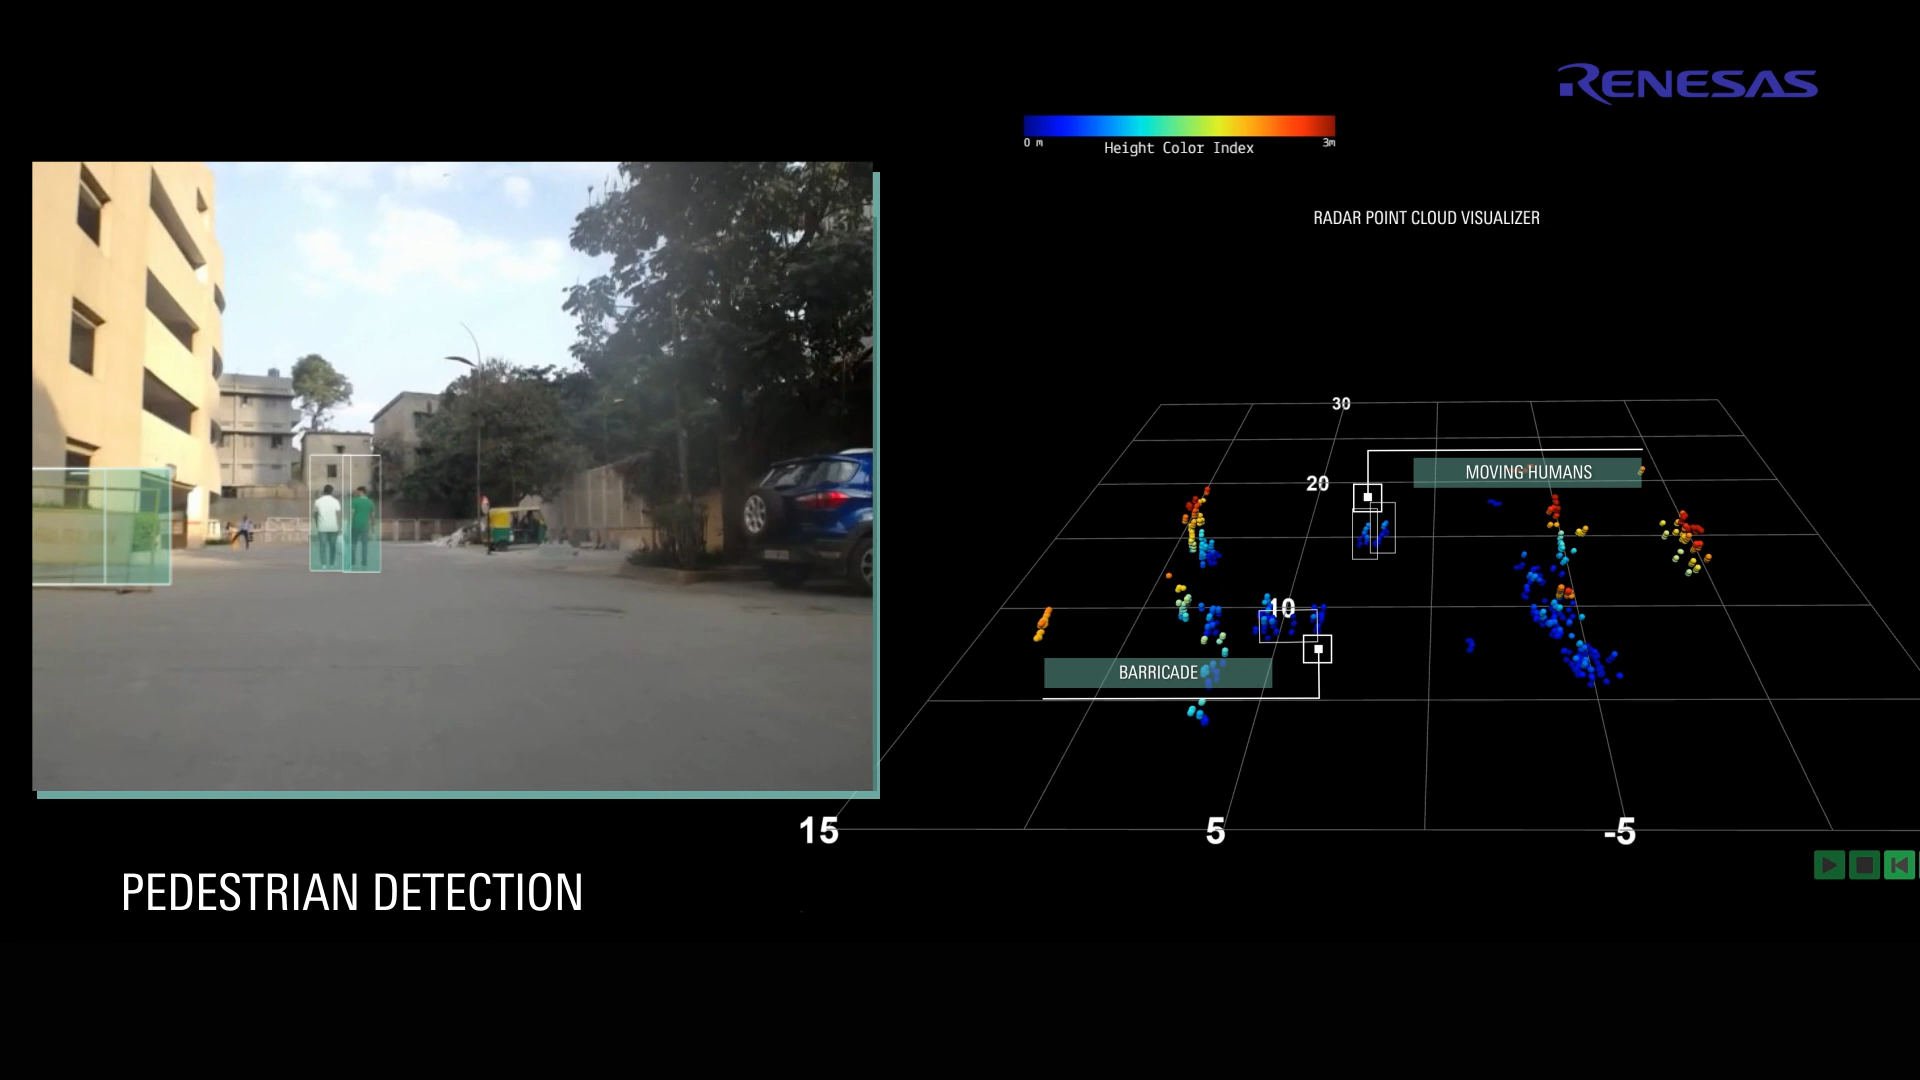 RENESAS
0 m
3m
Height Color Index
RADAR POINT CLOUD VISUALIZER
30
MOVING HUMANS
20
10
BARRICADE
15
5
-5
PEDESTRIAN DETECTION